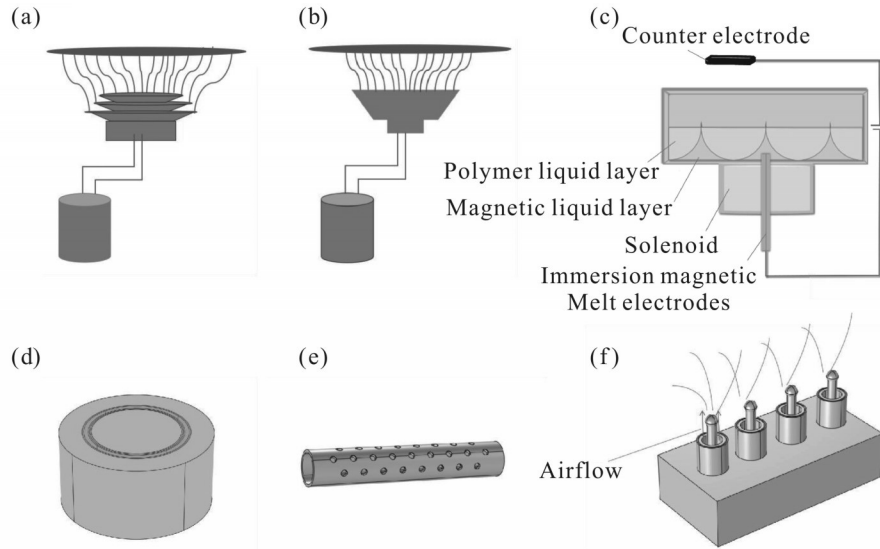 (a)
(b)
(c)
Counter electrode
Polymer liquid layer
Magnetic liquid layer
Solenoid
Immersion magnetic
Melt electrodes
(d)
(e)
(f)
Airflow